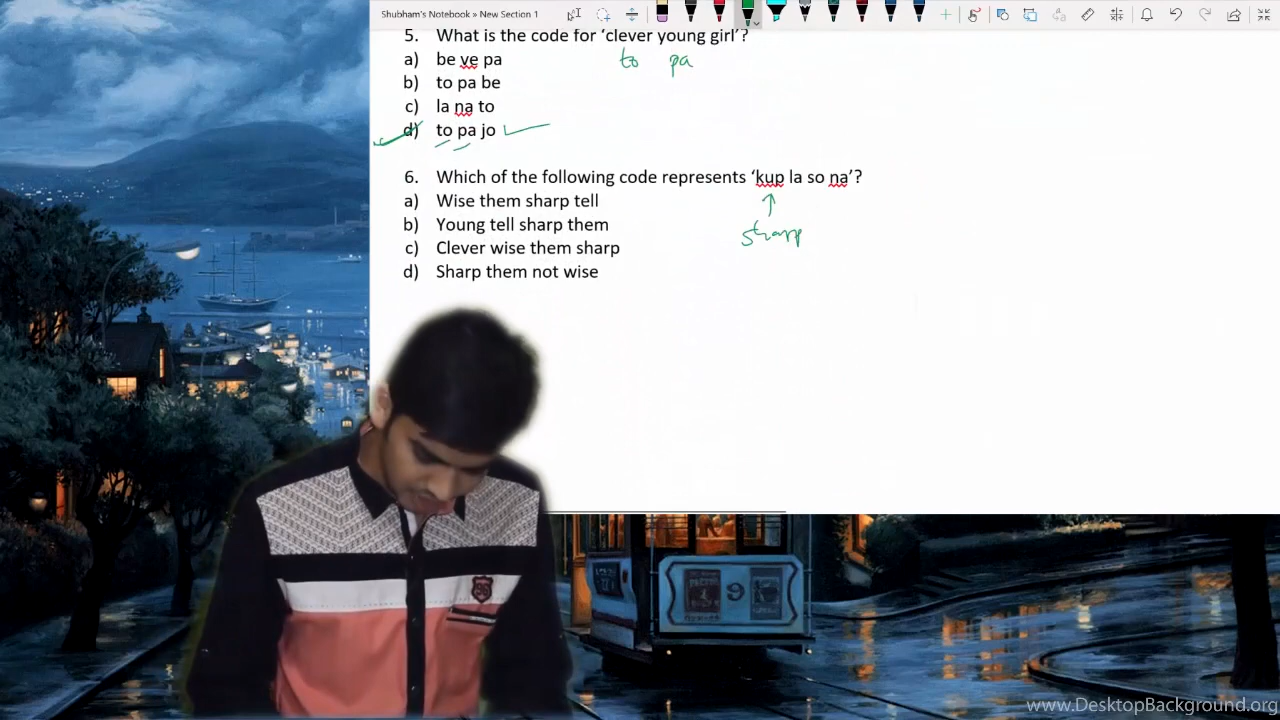 Shubham's Notebook » New Section 1
5. What is the code for ‘clever young girl’?
to pa
a) be ve pa
b) to pa be
c) la na to
d) to pa jo
6. Which of the following code represents ‘kup la so na’?
a) Wise them sharp tell
b) Young tell sharp them
sharp
c) Clever wise them sharp
d) Sharp them not wise
9
www.DesktopBackground.org